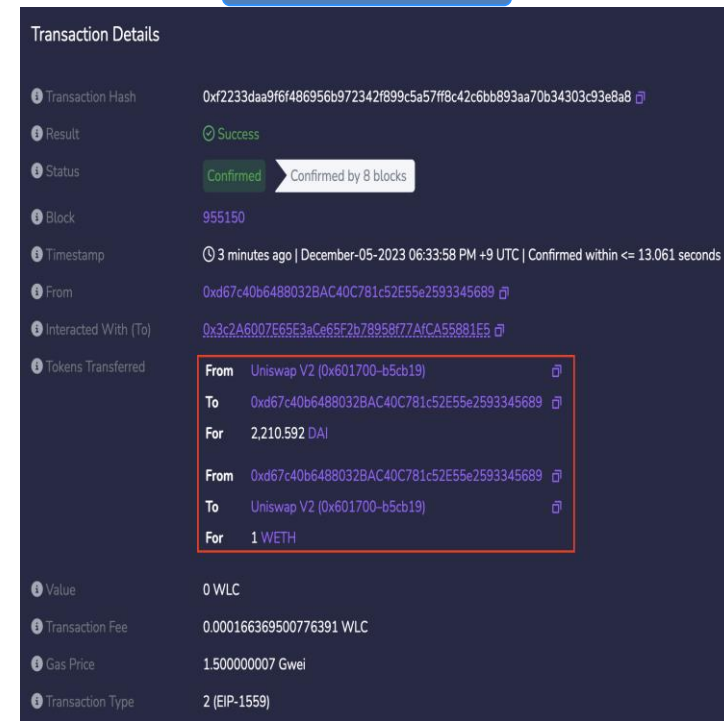 Transaction Details
Transaction Hash 0xf2233daa9f6f486956b972342f899c5a57ff8c42c6bb893aa70b34303c93e8a8
Result Success
Status Confirmed Confirmed by 8 blocks
Block 955150
Timestamp 3 minutes ago | December-05-2023 06:33:58 PM +9 UTC | Confirmed within <= 13.061 seconds
From 0xd67c40b6488032BAC40C781c52E55e2593345689
Interacted With (To) 0x3c2A6007E65E3aCe65F2b78958f77AfCA55881E5
Tokens Transferred From Uniswap V2 (0x601700–b5cb19)
To 0xd67c40b6488032BAC40C781c52E55e2593345689
For 2,210.592 DAI
From 0xd67c40b6488032BAC40C781c52E55e2593345689
To Uniswap V2 (0x601700–b5cb19)
For 1 WETH
Value 0 WLC
Transaction Fee 0.000166369500776391 WLC
Gas Price 1.500000007 Gwei
Transaction Type 2 (EIP-1559)